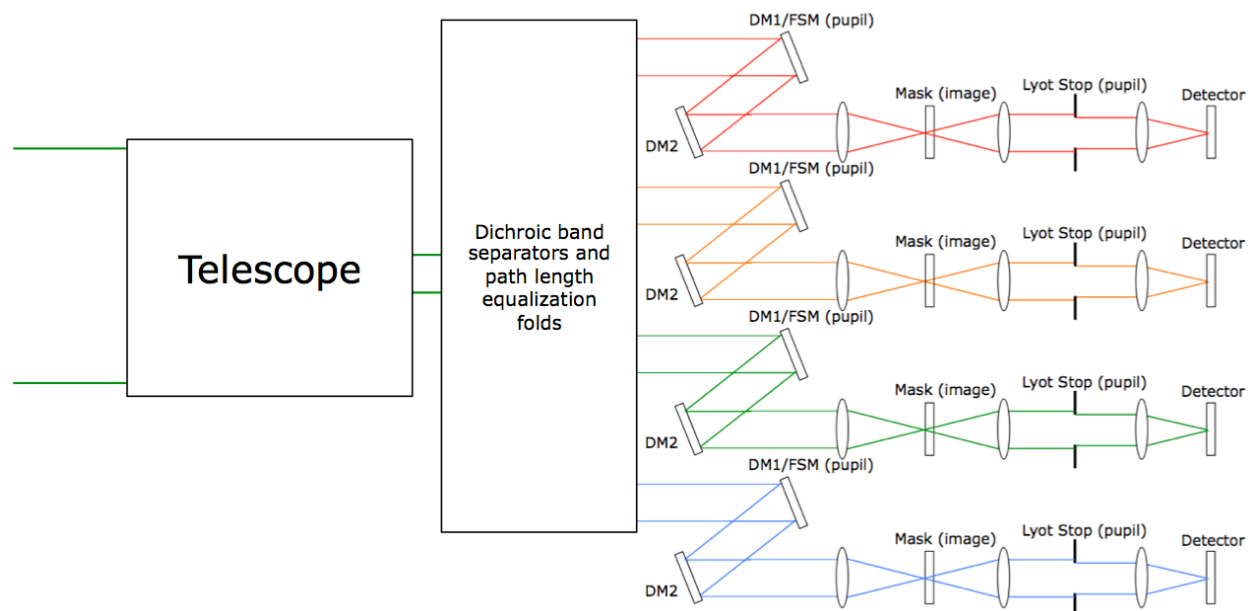 Telescope
Dichroic band
separators and
path length
equalization
folds
DM1/FSM (pupil)
DM2
Mask (image)
Lyot Stop (pupil)
Detector
DM1/FSM (pupil)
DM2
Mask (image)
Lyot Stop (pupil)
Detector
DM1/FSM (pupil)
DM2
Mask (image)
Lyot Stop (pupil)
Detector
DM1/FSM (pupil)
DM2
Mask (image)
Lyot Stop (pupil)
Detector